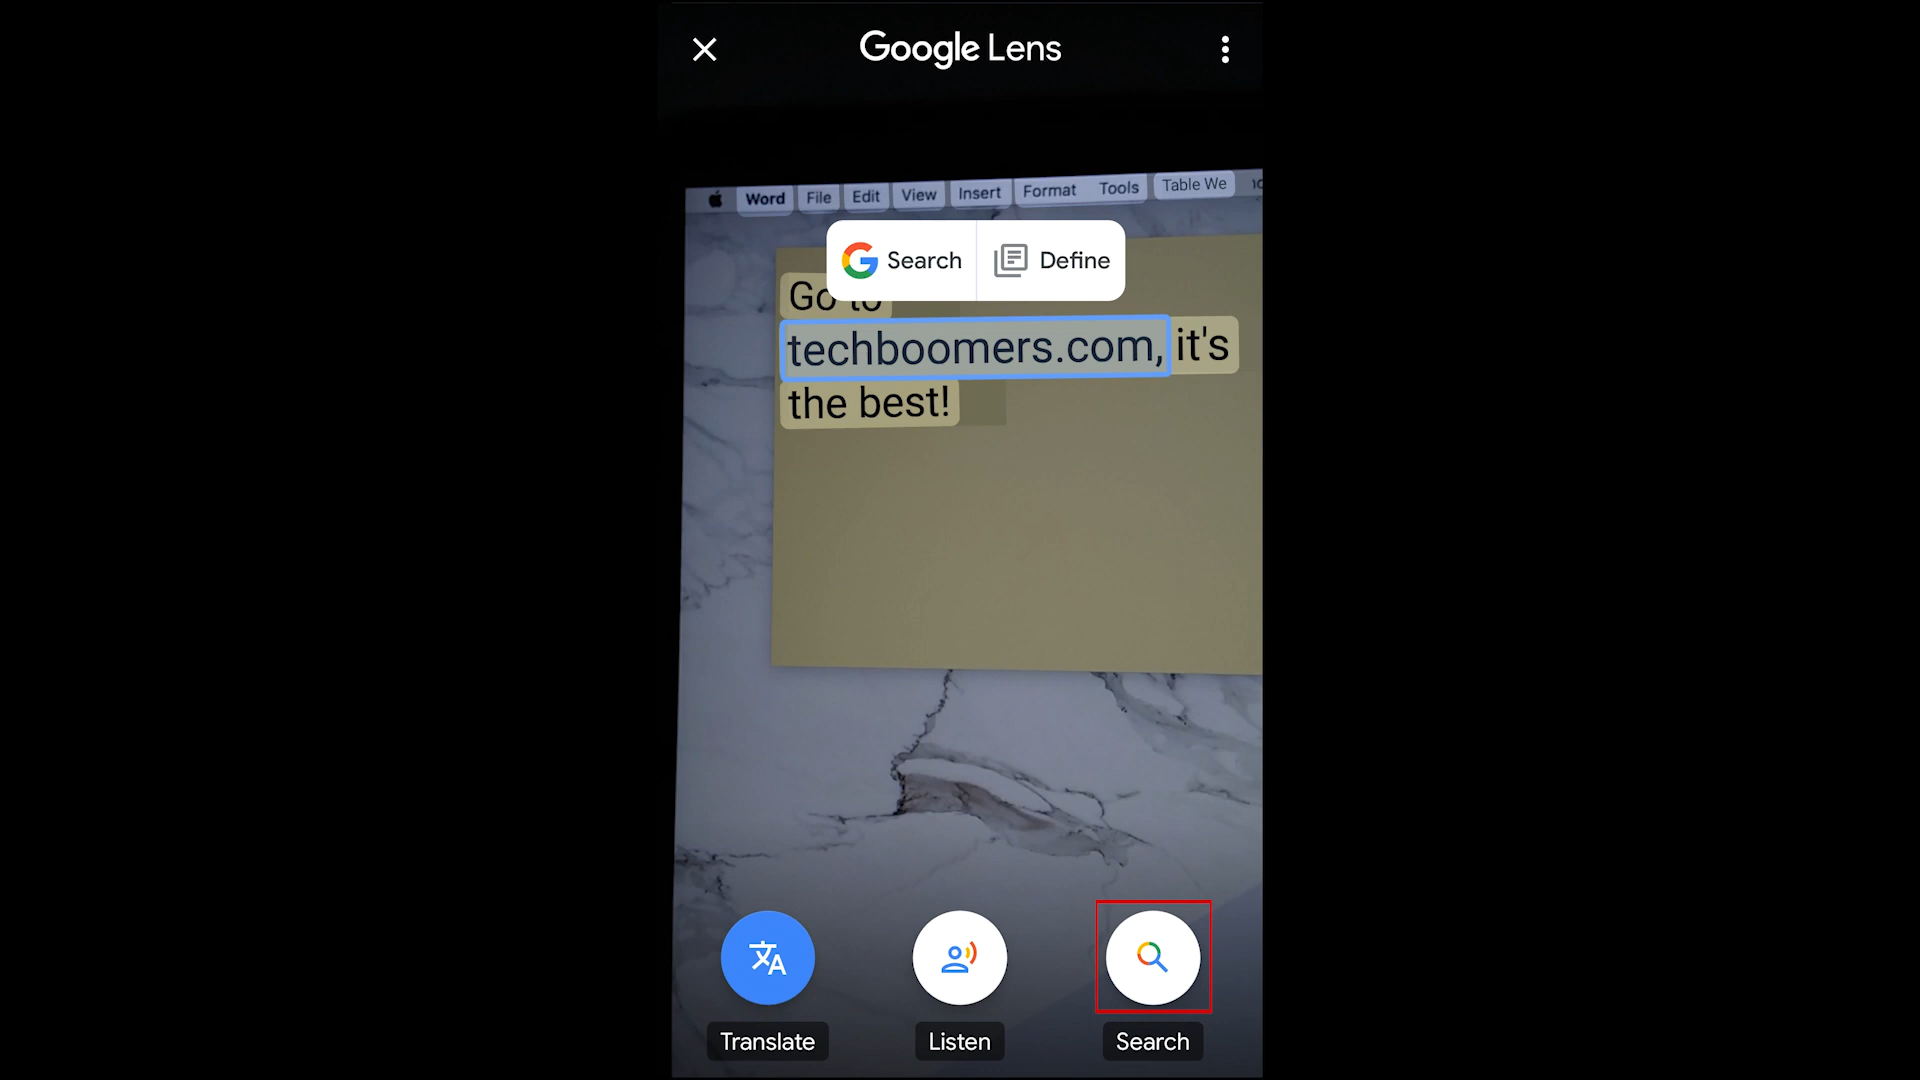 Google Lens
Word File Edit View Insert Format Tools Table We
Search Define
Go to
techboomers.com, it's
the best!
Translate Listen Search